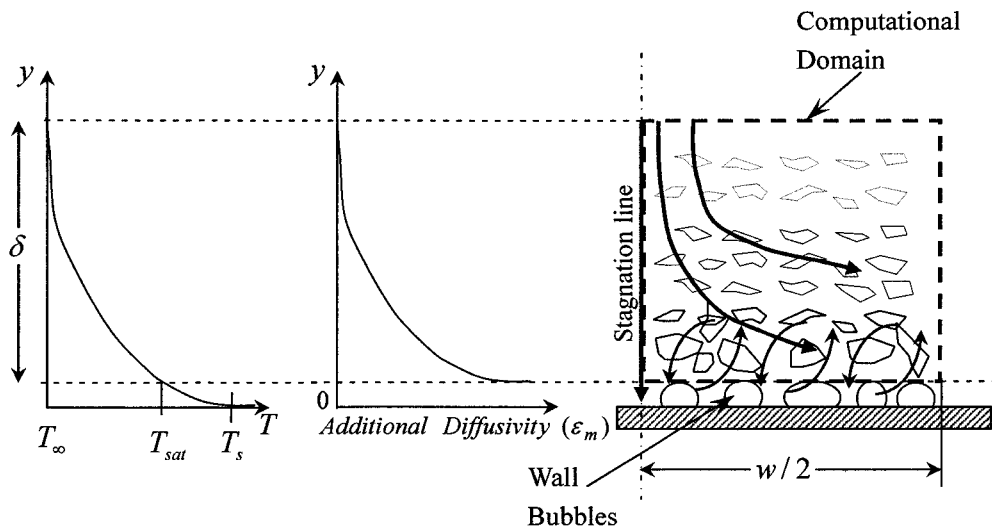 Computational
Domain
y
y
δ
Stagnation line
0
T∞
Tsat
Ts
T
Additional Diffusivity (εm)
w/2
Wall
Bubbles